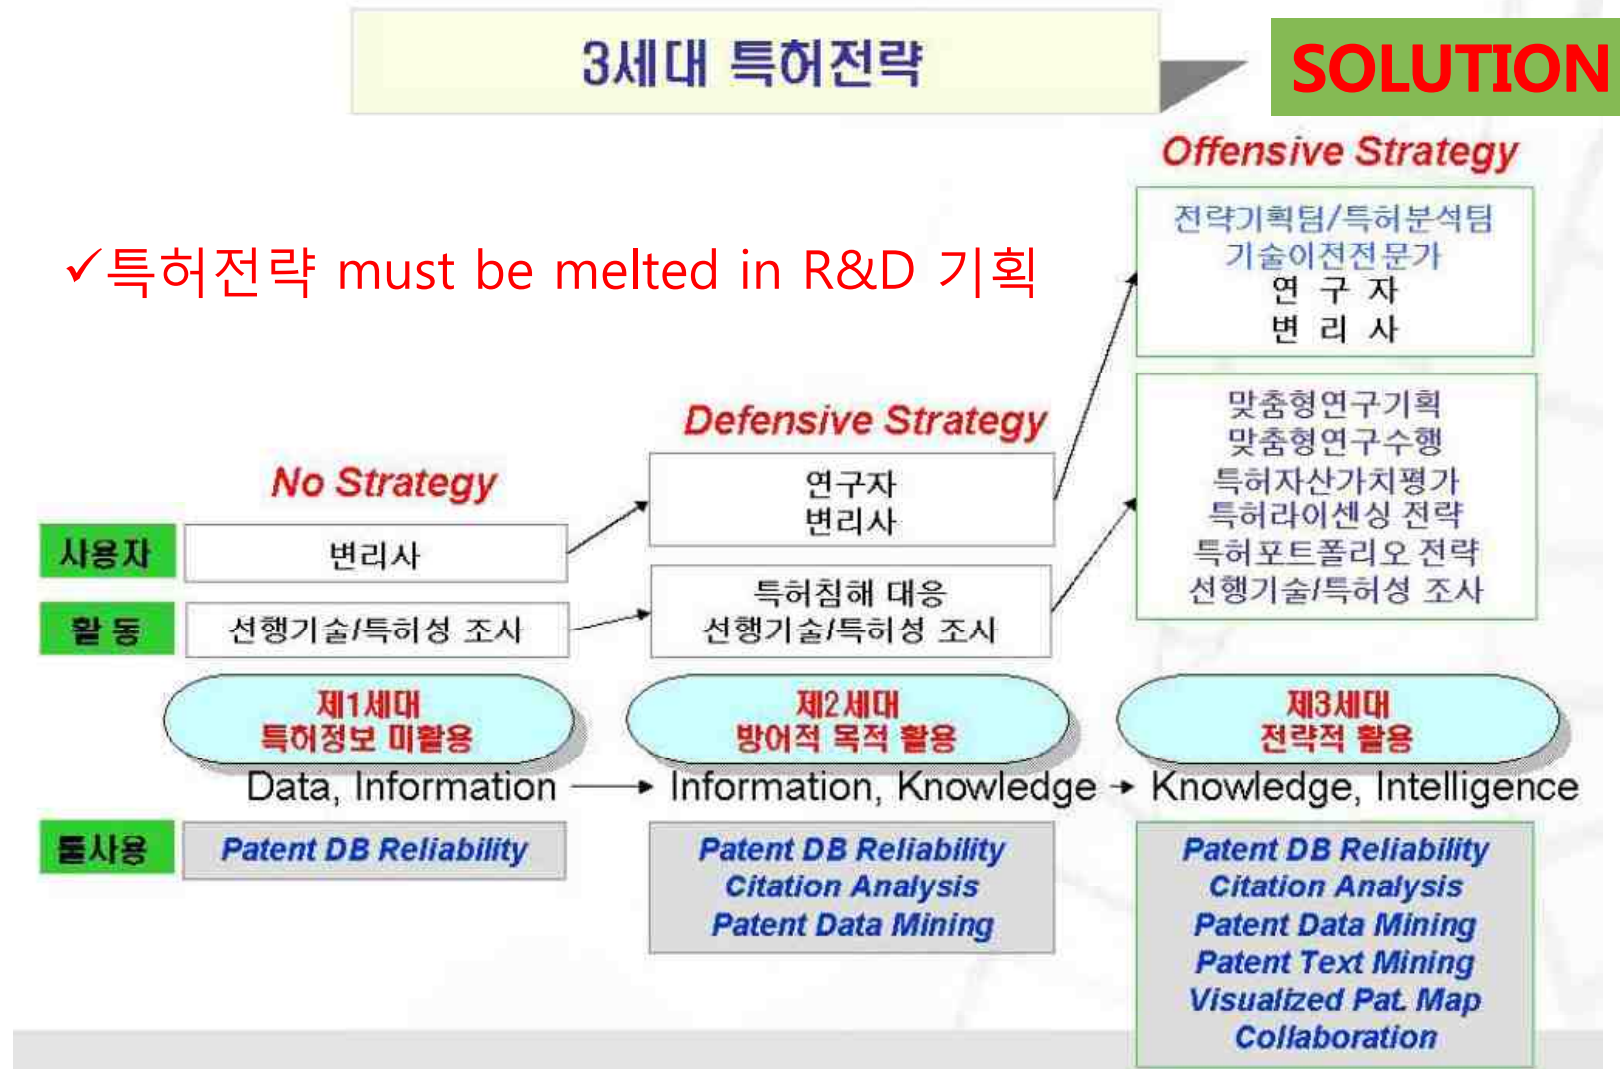 3세대 특허전략
SOLUTION
✓특허전략 must be melted in R&D 기획
Offensive Strategy
전략기획팀/특허분석팀
기술이전전문가
연 구 자
변 리 사
맞춤형연구기획
맞춤형연구수행
특허자산가치평가
특허라이센싱 전략
특허포트폴리오 전략
선행기술/특허성 조사
Defensive Strategy
연구자
변리사
특허침해 대응
선행기술/특허성 조사
No Strategy
사용자
변리사
활 동
선행기술/특허성 조사
제1세대
특허정보 미활용
제2세대
방어적 목적 활용
제3세대
전략적 활용
Data, Information
Information, Knowledge
Knowledge, Intelligence
툴사용
Patent DB Reliability
Patent DB Reliability
Citation Analysis
Patent Data Mining
Patent DB Reliability
Citation Analysis
Patent Data Mining
Patent Text Mining
Visualized Pat. Map
Collaboration